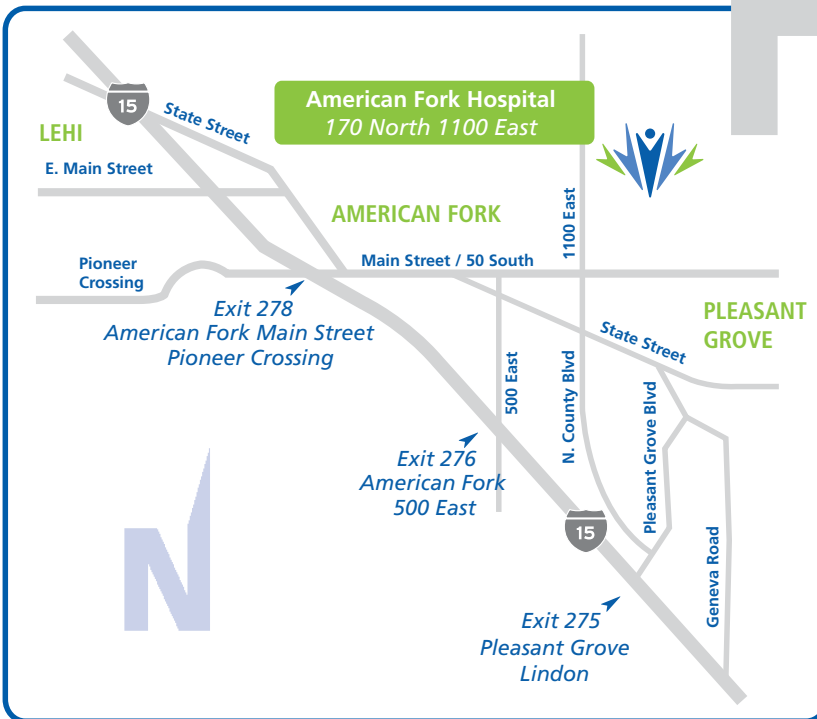 15
State Street
American Fork Hospital
170 North 1100 East
LEHI
E. Main Street
AMERICAN FORK
1100 East
Pioneer
Crossing
Main Street / 50 South
Exit 278
American Fork Main Street
Pioneer Crossing
PLEASANT
GROVE
State Street
500 East
N. County Blvd
Pleasant Grove Blvd
Exit 276
American Fork
500 East
N
15
Geneva Road
Exit 275
Pleasant Grove
Lindon